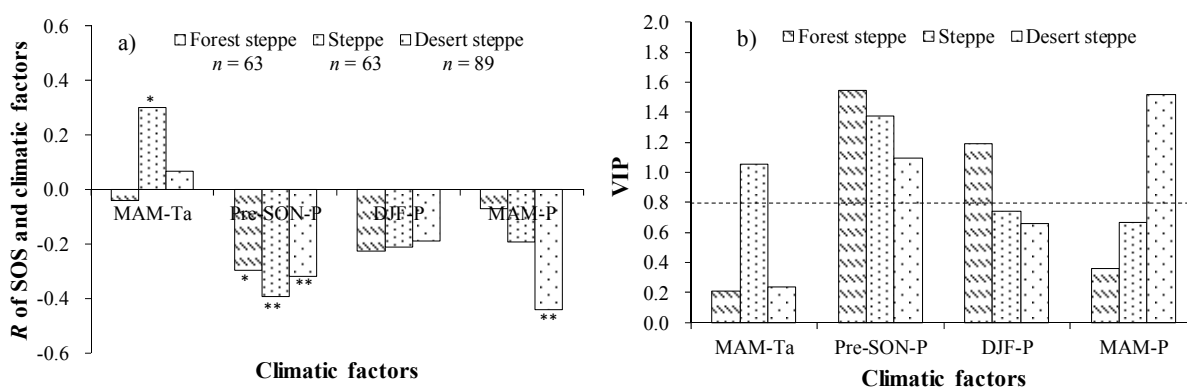 a)
Forest steppe Steppe Desert steppe
n = 63 n = 63 n = 89
R of SOS and climatic factors
0.6
0.4
0.2
0.0
-0.2
-0.4
-0.6
*
* ** **
**
MAM-Ta Pre-SON-P DJF-P MAM-P
Climatic factors
b)
Forest steppe Steppe Desert steppe
VIP
2.0
1.8
1.6
1.4
1.2
1.0
0.8
0.6
0.4
0.2
0.0
MAM-Ta Pre-SON-P DJF-P MAM-P
Climatic factors